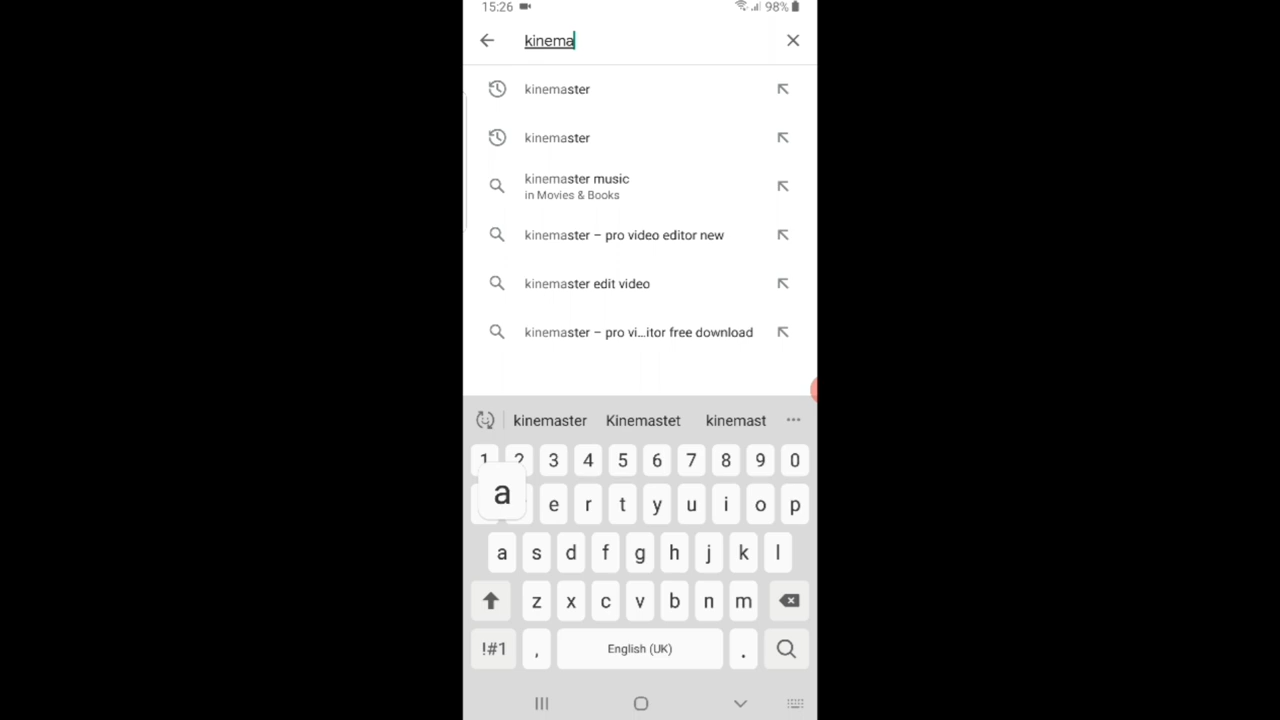 15:26 98%
kinema
kinemaster
kinemaster
kinemaster music
in Movies & Books
kinemaster – pro video editor new
kinemaster edit video
kinemaster – pro vi...itor free download
kinemaster Kinemastet kinemast
1 2 3 4 5 6 7 8 9 0
a e r t y u i o p
a s d f g h j k l
z x c v b n m
!#1 , English (UK) .